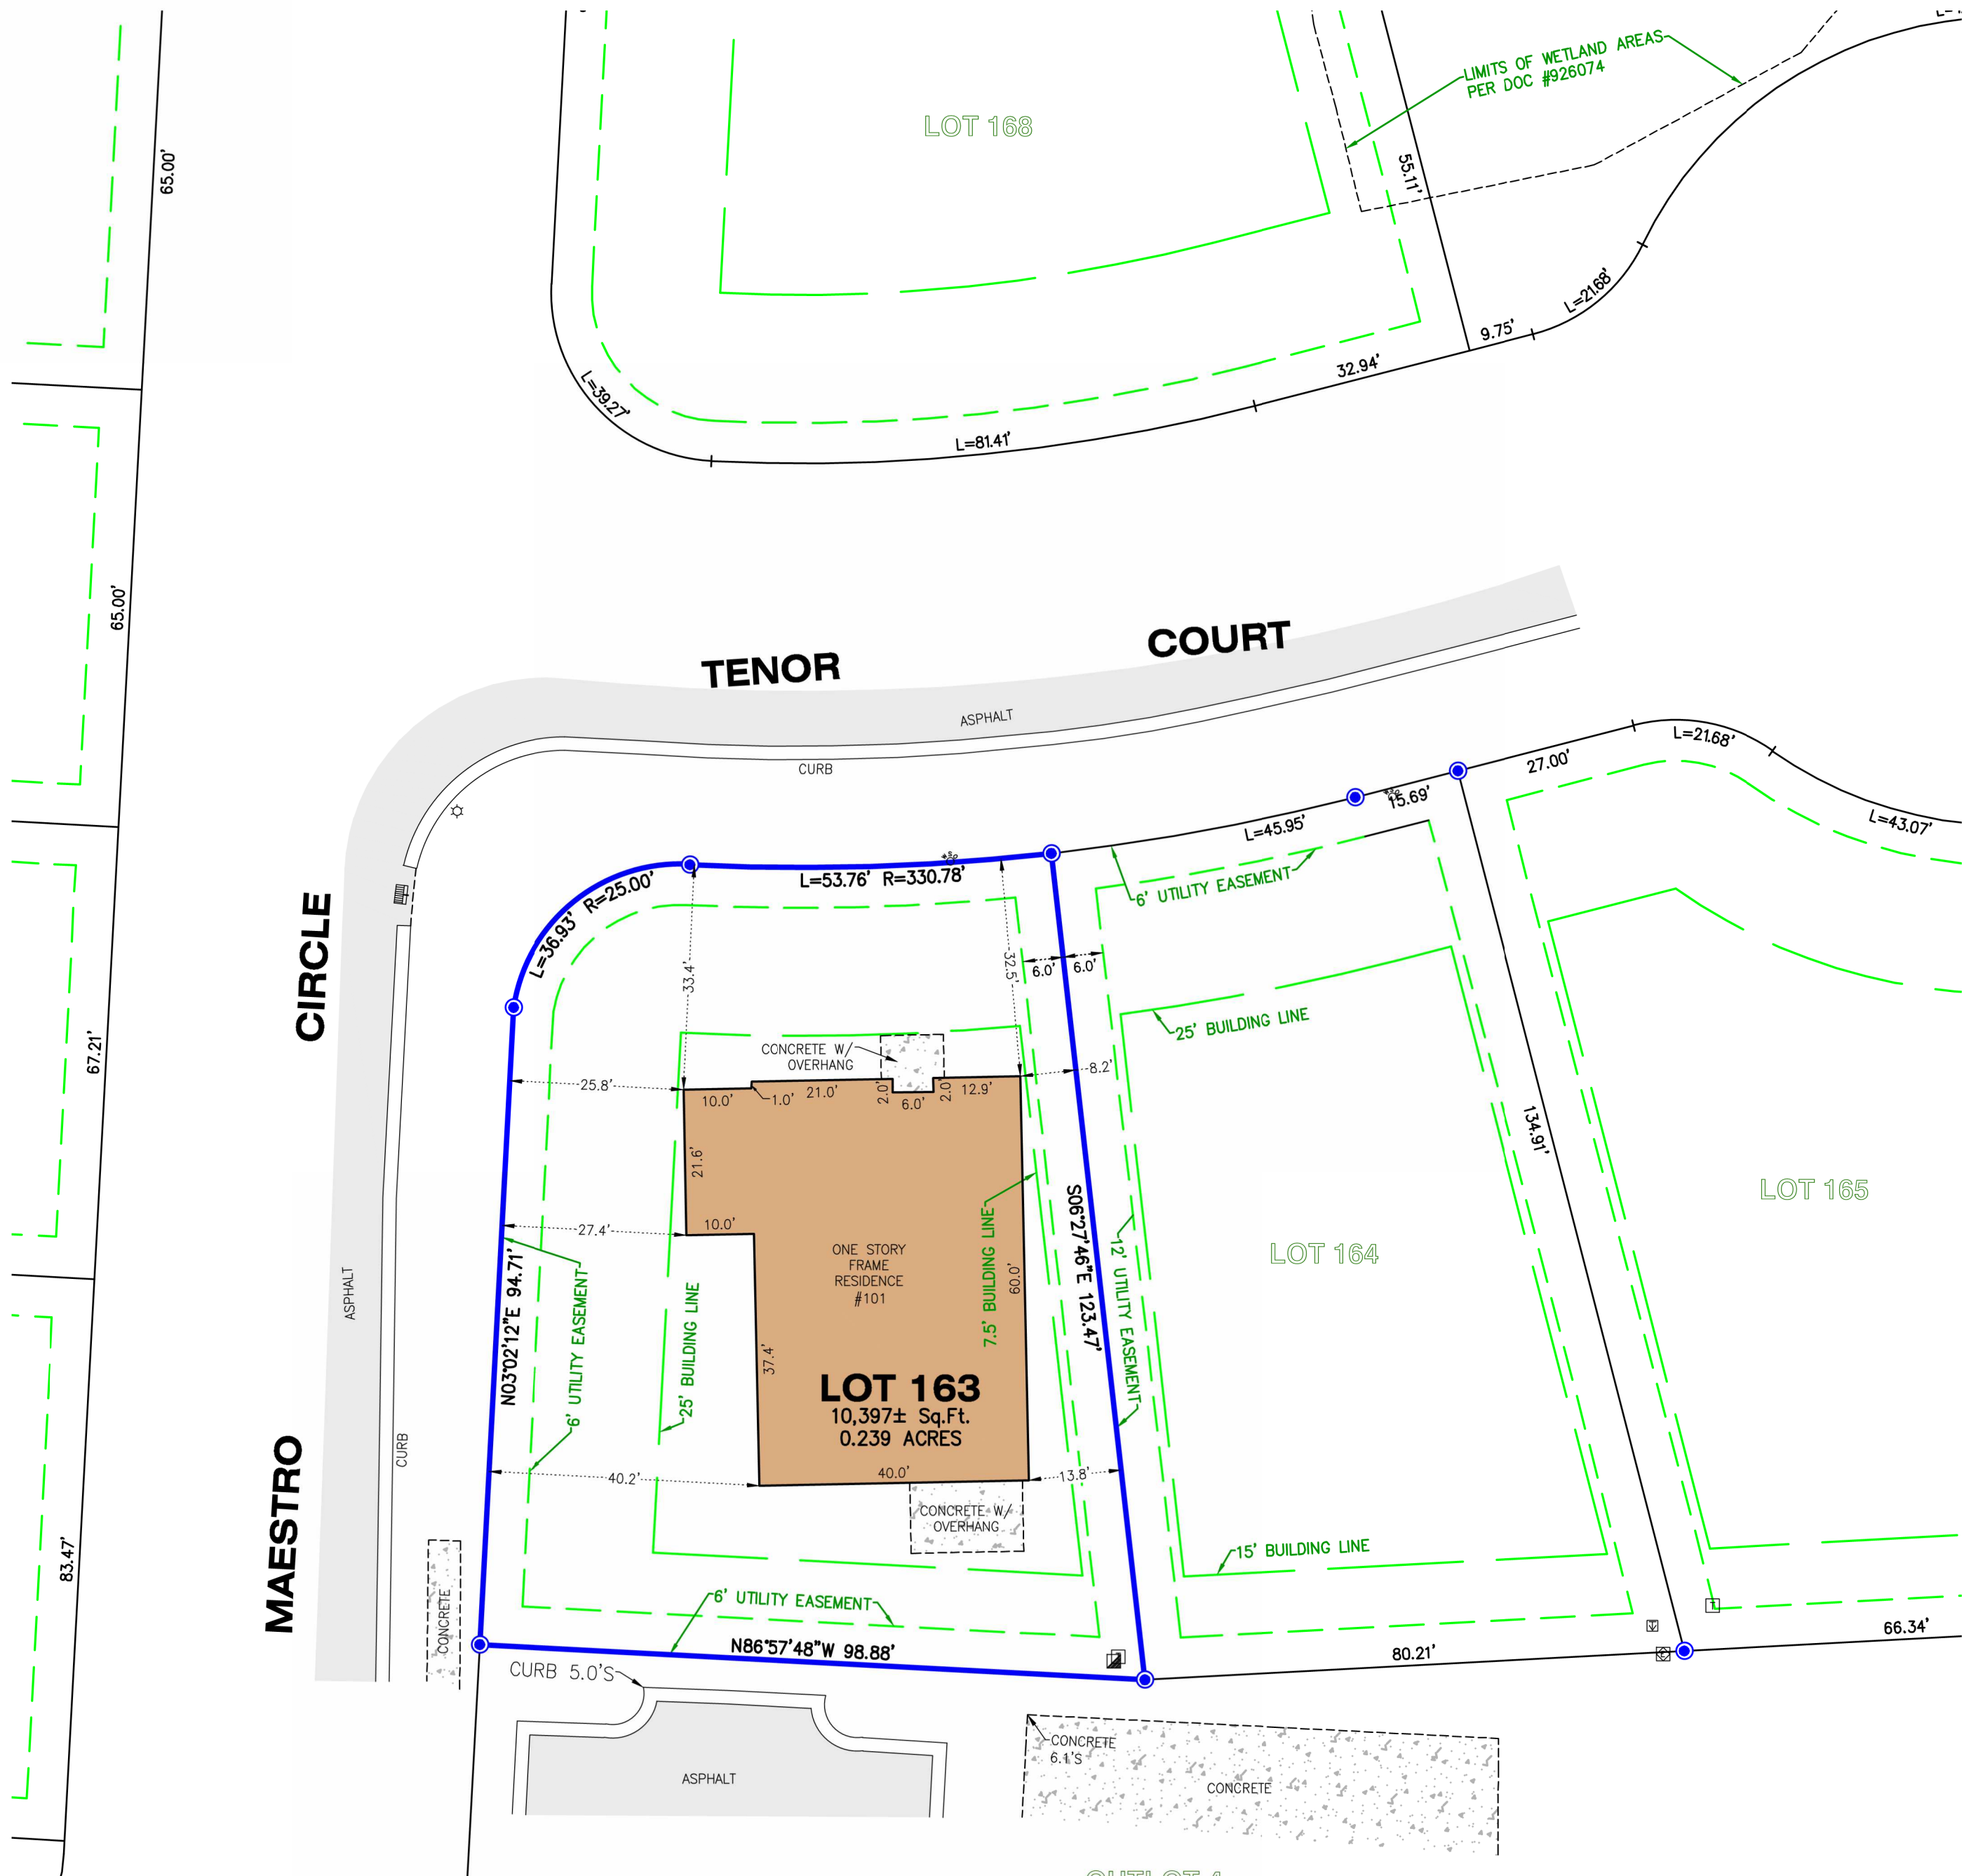 L=39.27'
L=81.41'
32.94'
9.75'
L=21.68'
55.11'
LOT 168
LIMITS OF WETLAND AREAS
PER DOC #926074
65.00'
65.00'
67.21'
83.47'
TENOR COURT
ASPHALT
CURB
MAESTRO CIRCLE
ASPHALT
CURB
CONCRETE
L=36.93' R=25.00'
L=53.76' R=330.78'
L=45.95'
15.69'
27.00'
L=21.68'
L=43.07'
6' UTILITY EASEMENT
33.4'
32.5'
6.0'
6.0'
25' BUILDING LINE
CONCRETE W/
OVERHANG
25.8'
8.2'
10.0'
1.0'
21.0'
2.0'
6.0'
2.0'
12.9'
21.6'
27.4'
10.0'
ONE STORY
FRAME
RESIDENCE
#101
7.5' BUILDING LINE
60.0'
S06°27'46"E 123.47'
12' UTILITY EASEMENT
134.91'
LOT 164
LOT 165
N03°02'12"E 94.71'
6' UTILITY EASEMENT
25' BUILDING LINE
37.4'
LOT 163
10,397± Sq.Ft.
0.239 ACRES
40.2'
40.0'
13.8'
CONCRETE W/
OVERHANG
15' BUILDING LINE
6' UTILITY EASEMENT
N86°57'48"W 98.88'
80.21'
66.34'
CURB 5.0'S
ASPHALT
CONCRETE
6.1'S
CONCRETE